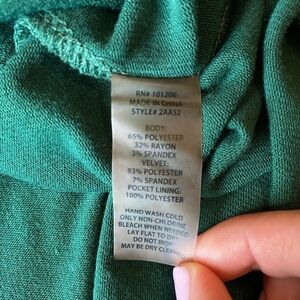 RN# 101206
MADE IN CHINA
STYLE# 2AA52
BODY:
65% POLYESTER
32% RAYON
3% SPANDEX
VELVET:
93% POLYESTER
7% SPANDEX
POCKET LINING:
100% POLYESTER
HAND WASH COLD
ONLY NON-CHLORINE
BLEACH WHEN NEEDED
LAY FLAT TO
DO NOT IRON
MAY BE DRY